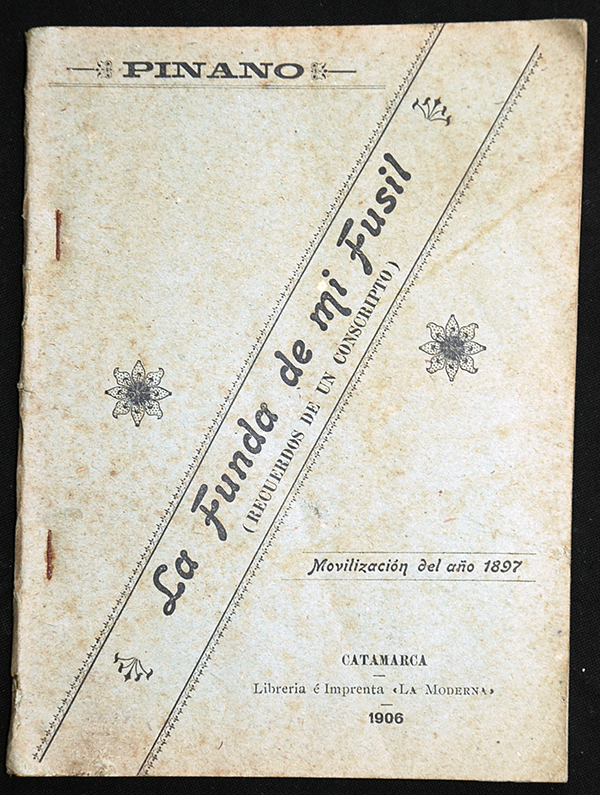 PINANO
La Funda de mi Fusil
(RECUERDOS DE UN CONSCRIPTO)
Movilización del año 1897
CATAMARCA
Libreria é Imprenta «LA MODERNA»
1906